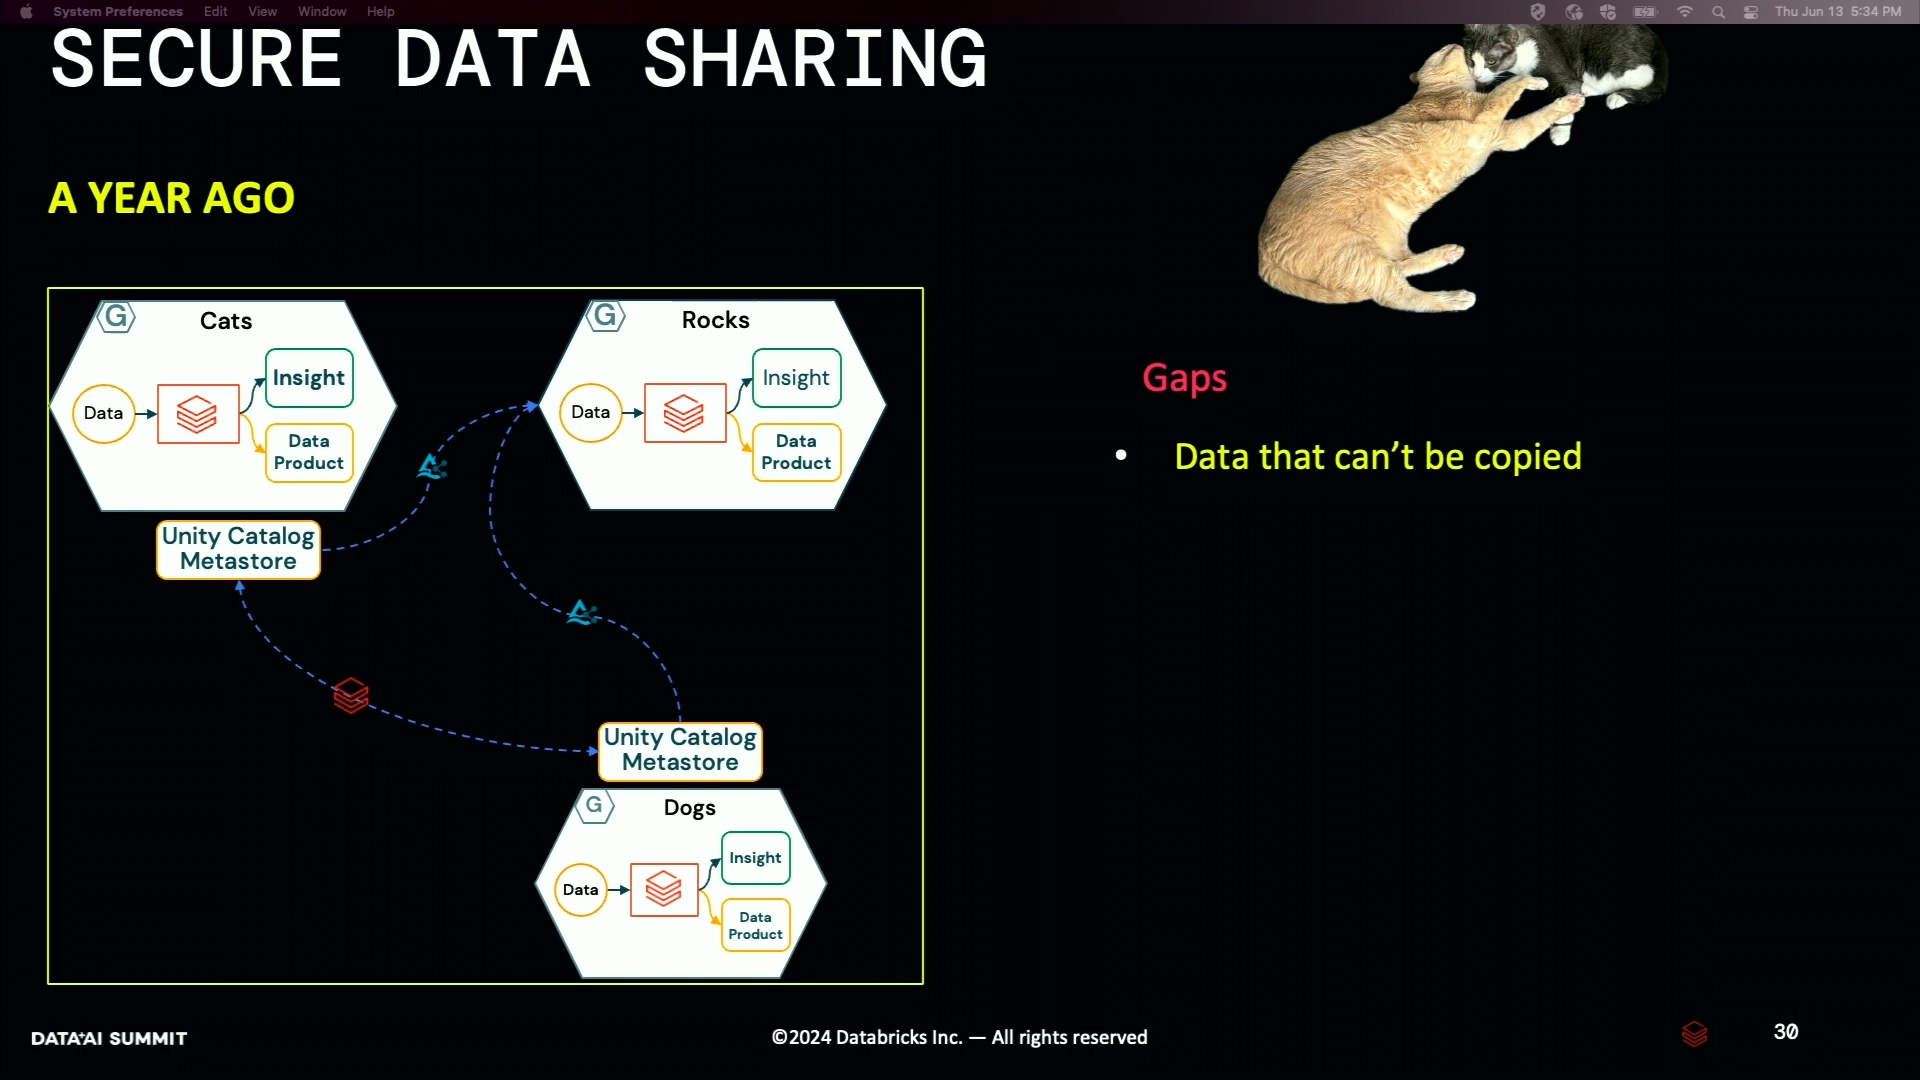 System Preferences Edit View Window Help
Thu Jun 13 5:34 PM
SECURE DATA SHARING
A YEAR AGO
G
Cats
Data
Insight
Data
Product
Unity Catalog
Metastore
G
Rocks
Data
Insight
Data
Product
Unity Catalog
Metastore
G
Dogs
Data
Insight
Data
Product
Gaps
• Data that can’t be copied
DATA+AI SUMMIT
©2024 Databricks Inc. — All rights reserved
30